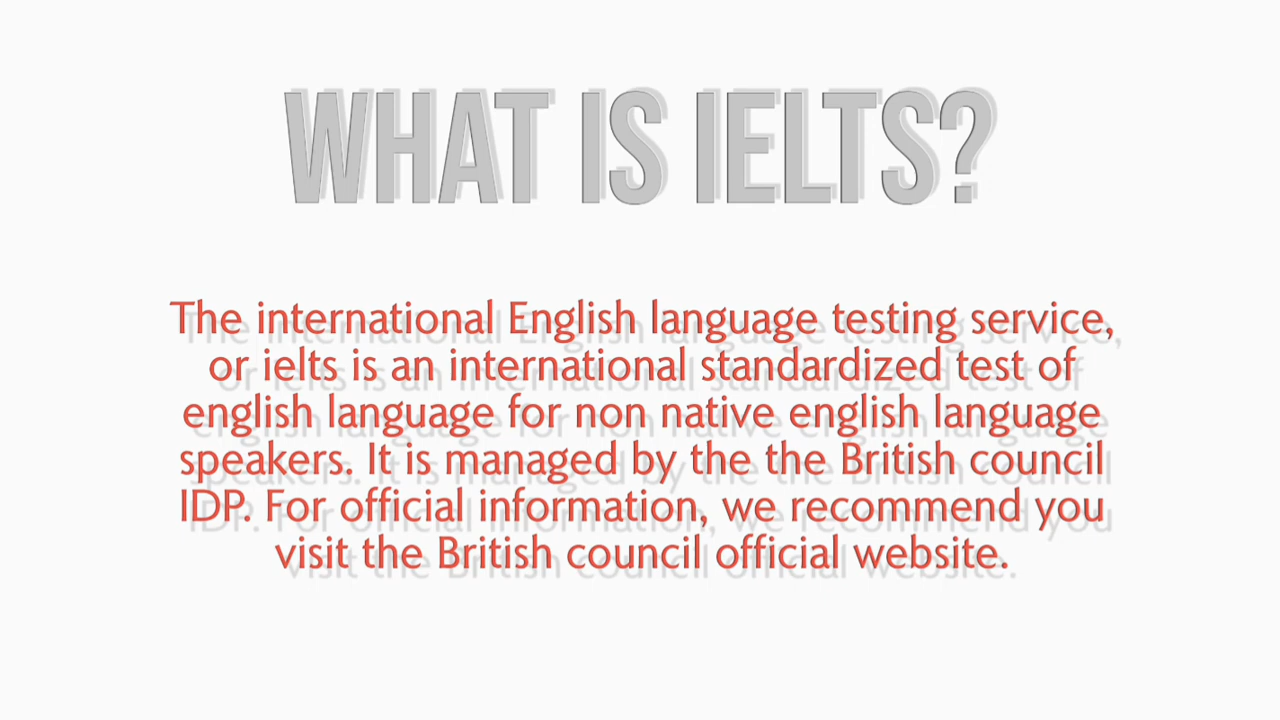 WHAT IS IELTS?
The international English language testing service,
or ielts is an international standardized test of
english language for non native english language
speakers. It is managed by the the British council
IDP. For official information, we recommend you
visit the British council official website.